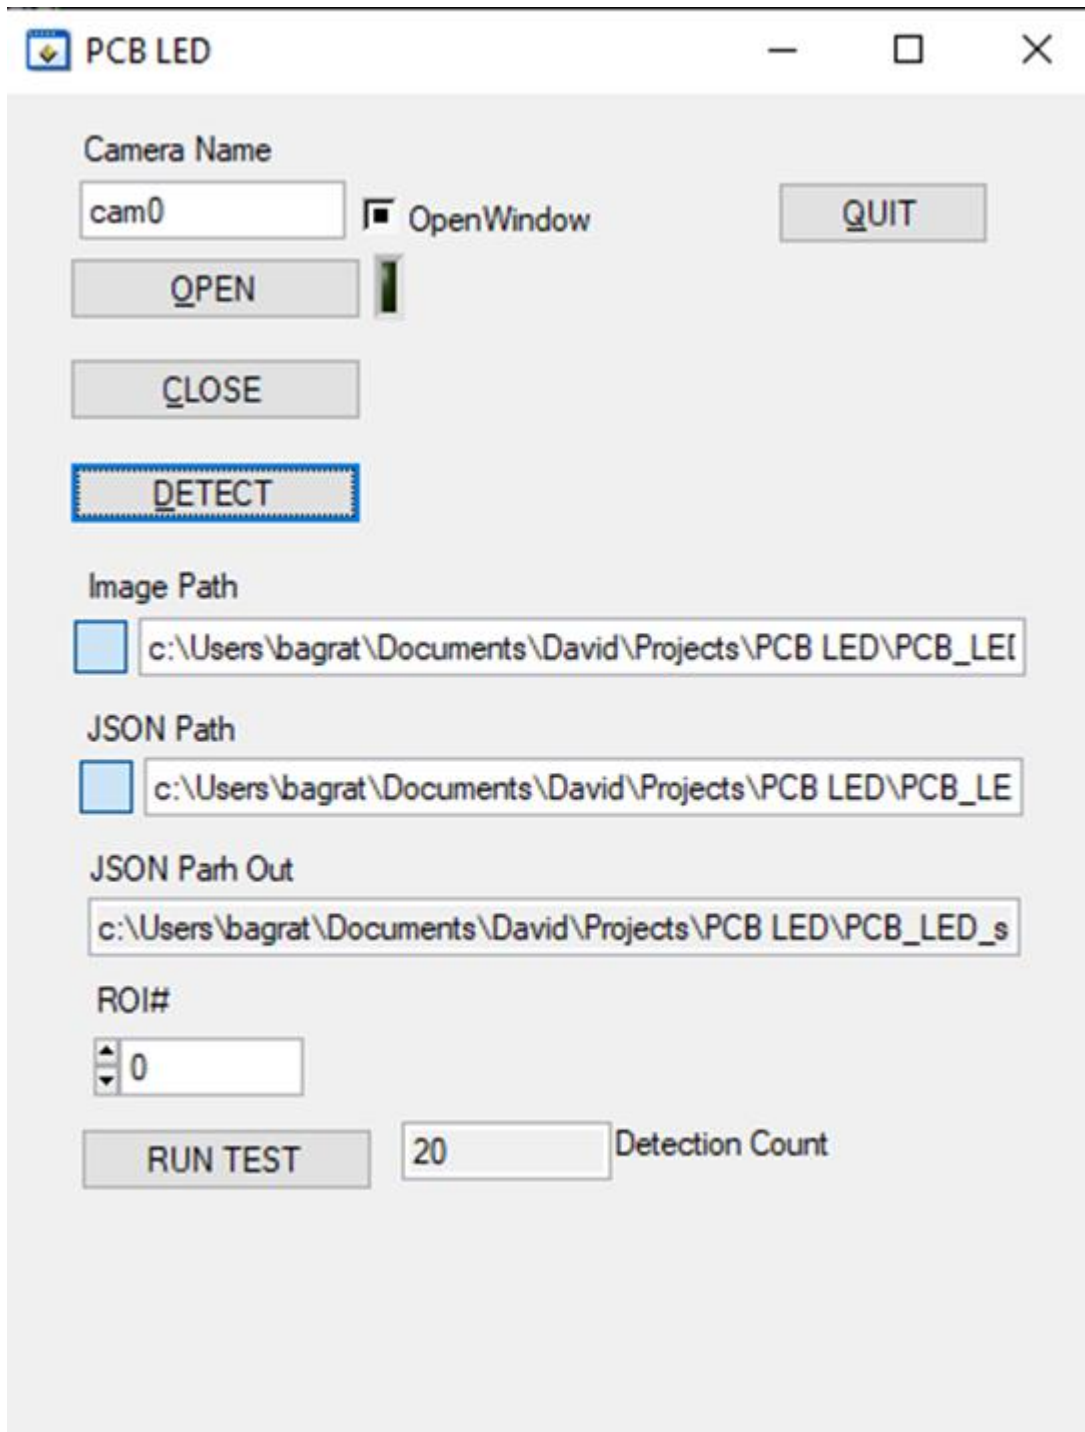 PCB LED
Camera Name
cam0
OpenWindow
QUIT
OPEN
CLOSE
DETECT
Image Path
c:\Users\bagrat\Documents\David\Projects\PCB LED\PCB_LED
JSON Path
c:\Users\bagrat\Documents\David\Projects\PCB LED\PCB_LE
JSON Parh Out
c:\Users\bagrat\Documents\David\Projects\PCB LED\PCB_LED_s
ROI#
0
RUN TEST
20
Detection Count